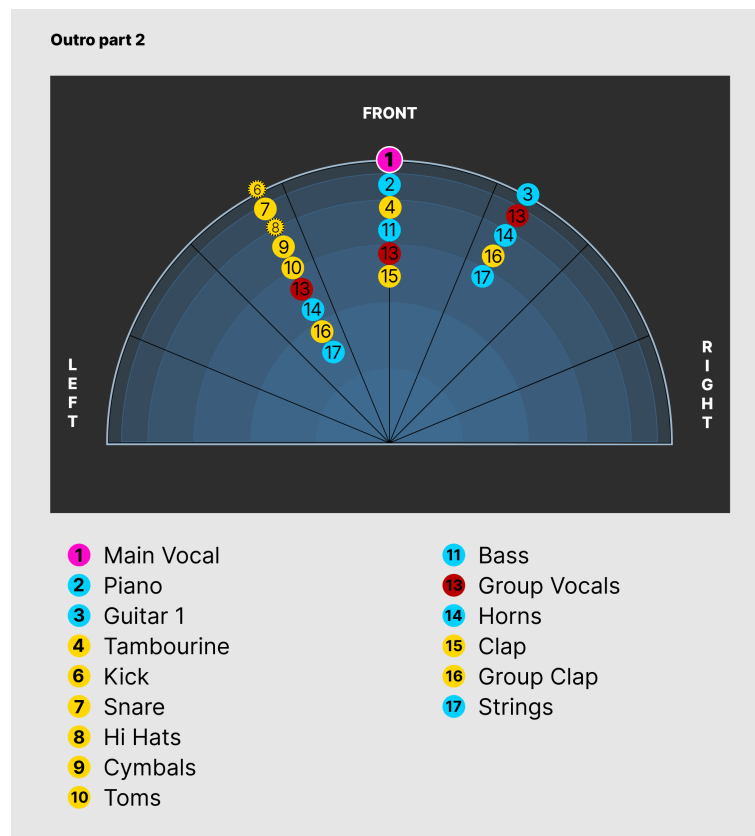 Outro part 2
FRONT
1
6
2
3
7
4
13
8
11
14
9
13
16
10
15
17
13
14
16
17
LEFT
RIGHT
1 Main Vocal
2 Piano
3 Guitar 1
4 Tambourine
6 Kick
7 Snare
8 Hi Hats
9 Cymbals
10 Toms
11 Bass
13 Group Vocals
14 Horns
15 Clap
16 Group Clap
17 Strings